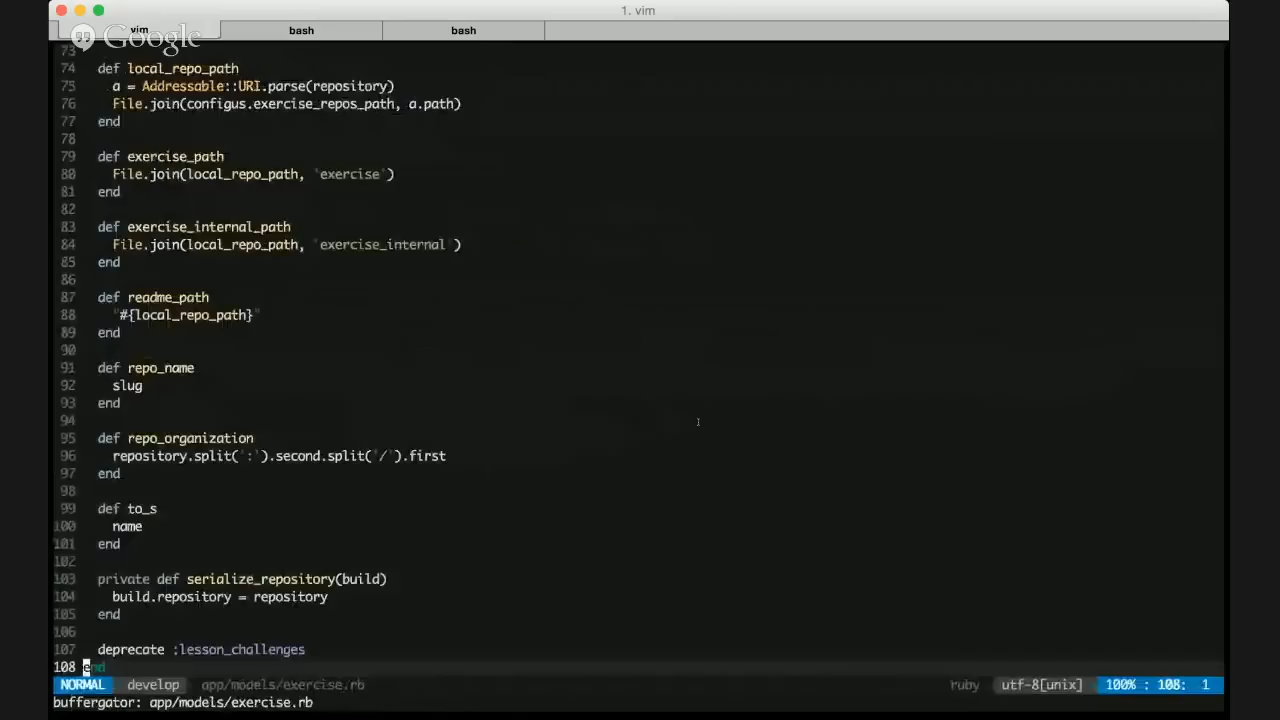 1. vim
vim bash bash
Google
73
74 def local_repo_path
75 a = Addressable::URI.parse(repository)
76 File.join(configus.exercise_repos_path, a.path)
77 end
78
79 def exercise_path
80 File.join(local_repo_path, 'exercise')
81 end
82
83 def exercise_internal_path
84 File.join(local_repo_path, 'exercise_internal')
85 end
86
87 def readme_path
88 "#{local_repo_path}"
89 end
90
91 def repo_name
92 slug
93 end
94
95 def repo_organization
96 repository.split(':').second.split('/').first
97 end
98
99 def to_s
100 name
101 end
102
103 private def serialize_repository(build)
104 build.repository = repository
105 end
106
107 deprecate :lesson_challenges
108 end
NORMAL develop app/models/exercise.rb ruby utf-8[unix] 100% : 108: 1
buffergator: app/models/exercise.rb